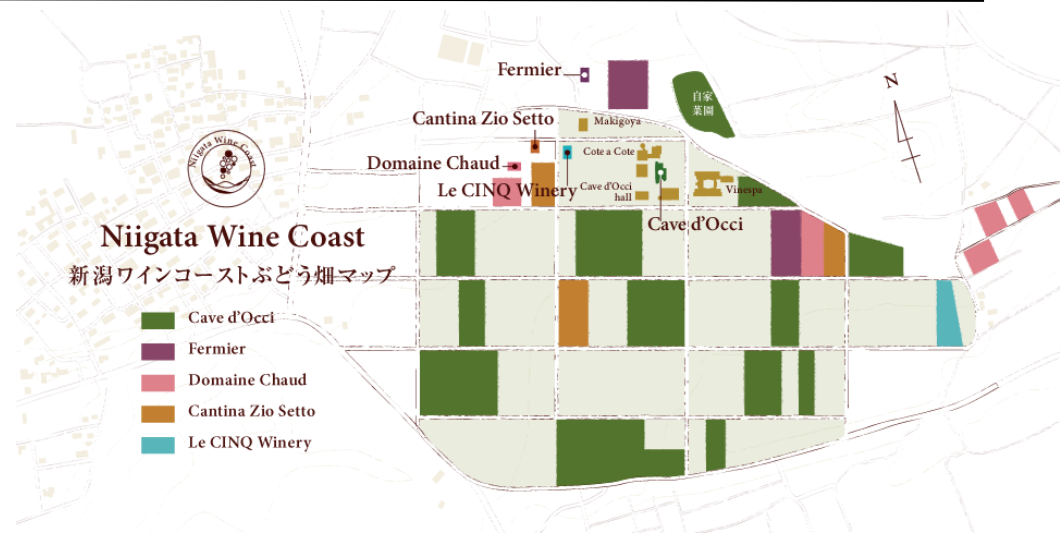 Fermier
N
自家
菜園
Cantina Zio Setto
Makigoya
Niigata Wine Coast
Domaine Chaud
Cote a Cote
Le CINQ Winery
Cave d'Occi
hall
Vinespa
Cave d'Occi
Niigata Wine Coast
新潟ワインコーストぶどう畑マップ
Cave d'Occi
Fermier
Domaine Chaud
Cantina Zio Setto
Le CINQ Winery